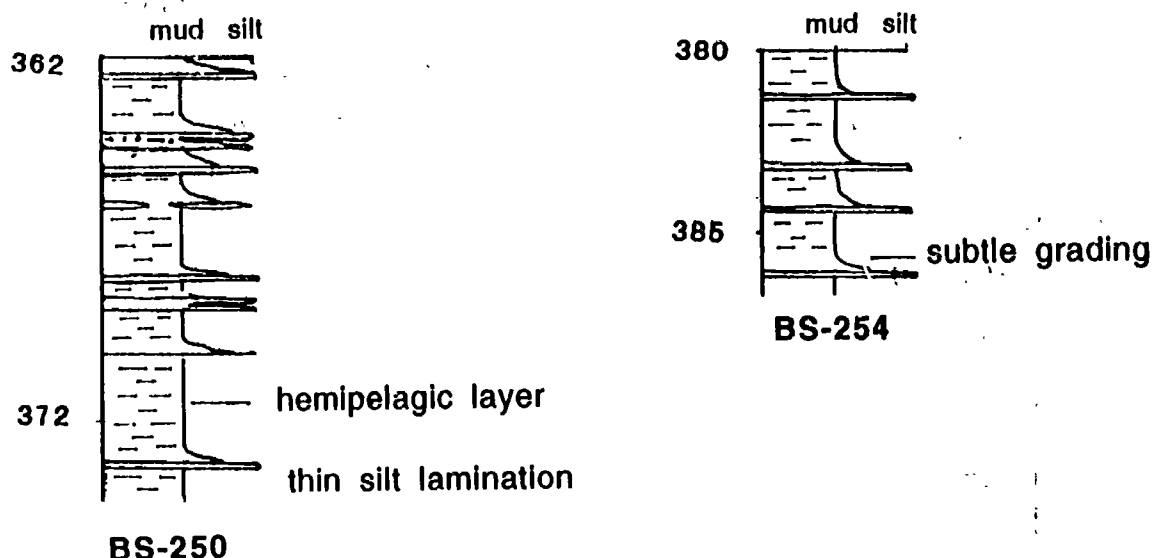 mud silt
362
372
hemipelagic layer
thin silt lamination
BS-250
mud silt
380
385
subtle grading
BS-254